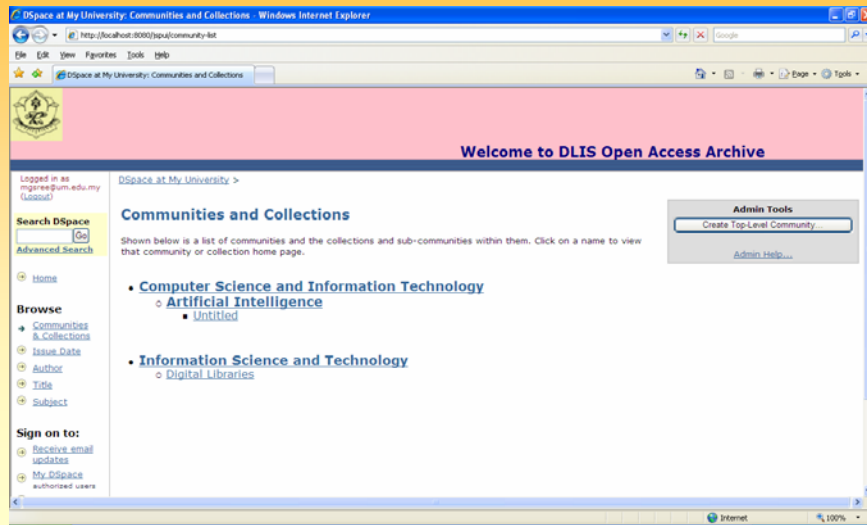 DSpace at My University: Communities and Collections - Windows Internet Explorer
http://localhost:8080/jspui/community-list
Google
File Edit View Favorites Tools Help
DSpace at My University: Communities and Collections
Page
Tools
Welcome to DLIS Open Access Archive
Logged in as
mgsree@um.edu.my
(Logout)
Search DSpace
Go
Advanced Search
Home
Browse
Communities
& Collections
Issue Date
Author
Title
Subject
Sign on to:
Receive email
updates
My DSpace
authorized users
DSpace at My University >
Communities and Collections
Shown below is a list of communities and the collections and sub-communities within them. Click on a name to view
that community or collection home page.
Computer Science and Information Technology
Artificial Intelligence
Untitled
Information Science and Technology
Digital Libraries
Admin Tools
Create Top-Level Community...
Admin Help...
Internet
100%